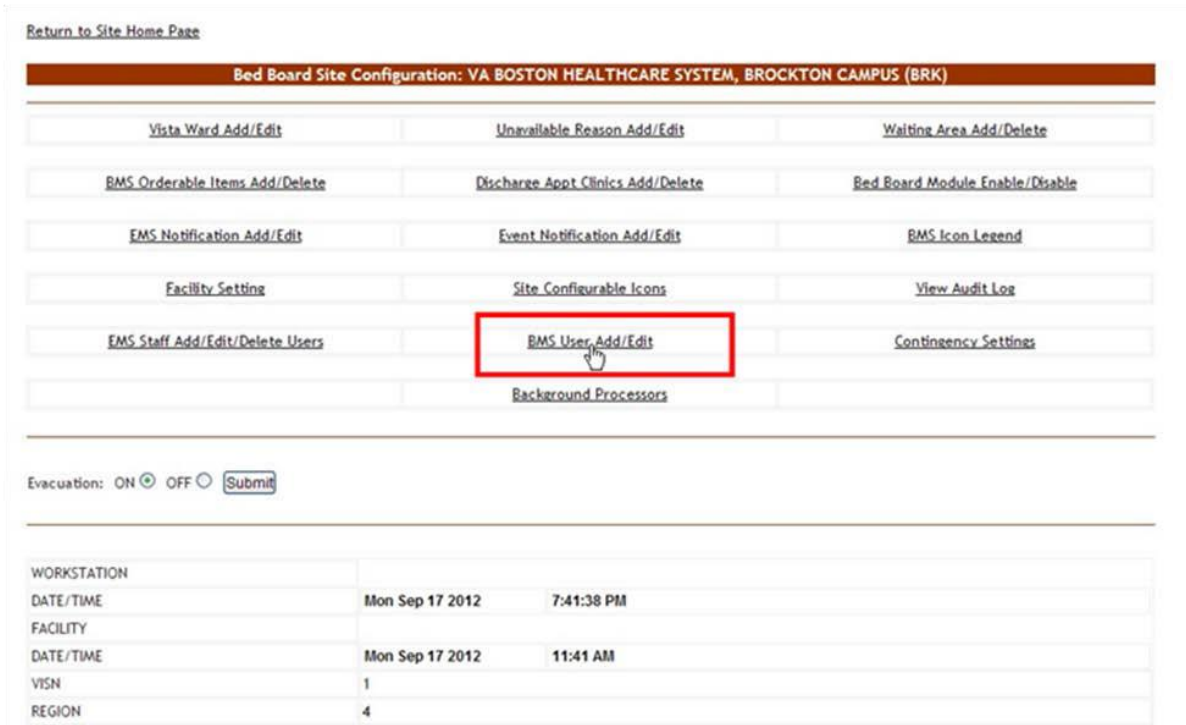 Return to Site Home Page
Bed Board Site Configuration: VA BOSTON HEALTHCARE SYSTEM, BROCKTON CAMPUS (BRK)
Vista Ward Add/Edit Unavailable Reason Add/Edit Waiting Area Add/Delete
BMS Orderable Items Add/Delete Discharge Appt Clinics Add/Delete Bed Board Module Enable/Disable
EMS Notification Add/Edit Event Notification Add/Edit BMS Icon Legend
Facility Setting Site Configurable Icons View Audit Log
EMS Staff Add/Edit/Delete Users BMS User Add/Edit Contingency Settings
Background Processors
Evacuation: ON OFF Submit
WORKSTATION
DATE/TIME Mon Sep 17 2012 7:41:38 PM
FACILITY
DATE/TIME Mon Sep 17 2012 11:41 AM
VISN 1
REGION 4